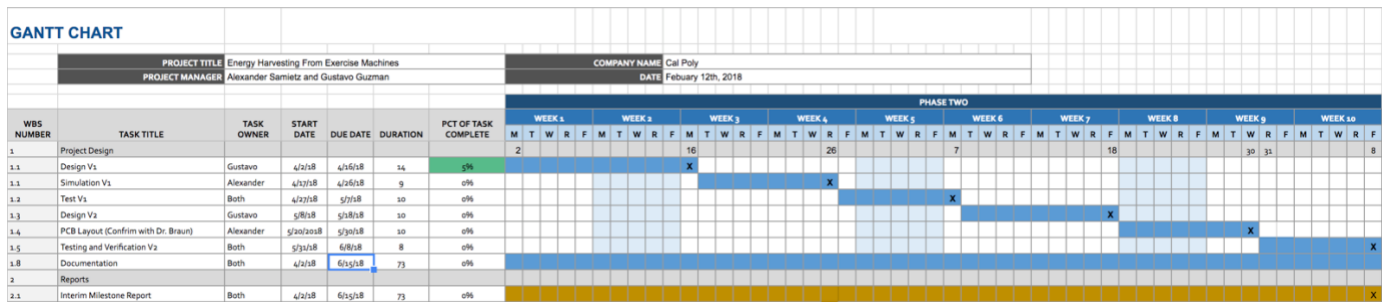 GANTT CHART
PROJECT TITLE Energy Harvesting From Exercise Machines COMPANY NAME Cal Poly
PROJECT MANAGER Alexander Samietz and Gustavo Guzman DATE Febuary 12th, 2018
PHASE TWO
WBS NUMBER TASK TITLE TASK OWNER START DATE DUE DATE DURATION PCT OF TASK COMPLETE WEEK 1 WEEK 2 WEEK 3 WEEK 4 WEEK 5 WEEK 6 WEEK 7 WEEK 8 WEEK 9 WEEK 10
M T W R F M T W R F M T W R F M T W R F M T W R F M T W R F M T W R F M T W R F M T W R F M T W R F
1 Project Design 2 16 26 7 18 30 31 8
1.1 Design V1 Gustavo 4/2/18 4/16/18 14 5% X
1.1 Simulation V1 Alexander 4/17/18 4/26/18 9 0% X
1.2 Test V1 Both 4/27/18 5/7/18 10 0% X
1.3 Design V2 Gustavo 5/8/18 5/18/18 10 0% X
1.4 PCB Layout (Confrim with Dr. Braun) Alexander 5/20/2018 5/30/18 10 0% X
1.5 Testing and Verification V2 Both 5/31/18 6/8/18 8 0% X
1.8 Documentation Both 4/2/18 6/15/18 73 0%
2 Reports
2.1 Interim Milestone Report Both 4/2/18 6/15/18 73 0% X